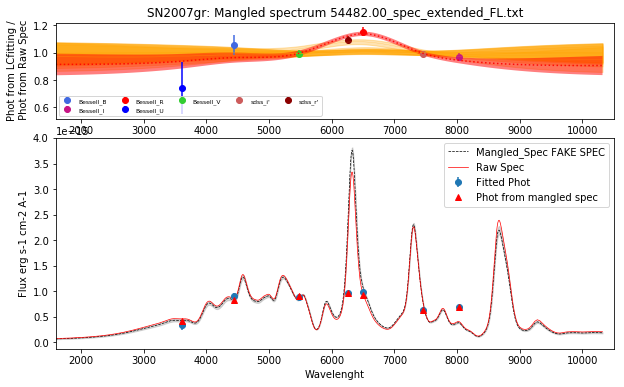 SN2007gr: Mangled spectrum 54482.00_spec_extended_FL.txt
Phot from LCfitting /
Phot from Raw Spec
1.2
1.0
0.8
0.6
Bessell_B
Bessell_I
Bessell_R
Bessell_U
Bessell_V
sdss_i'
sdss_r'
2000 3000 4000 5000 6000 7000 8000 9000 10000
Flux erg s-1 cm-2 A-1
4.0
3.5
3.0
2.5
2.0
1.5
1.0
0.5
0.0
Mangled_Spec FAKE SPEC
Raw Spec
Fitted Phot
Phot from mangled spec
2000 3000 4000 5000 6000 7000 8000 9000 10000
Wavelenght